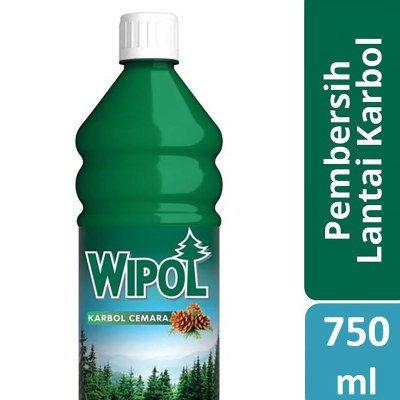 WIPOL
KARBOL CEMARA
Pembersih
Lantai Karbol
750
ml